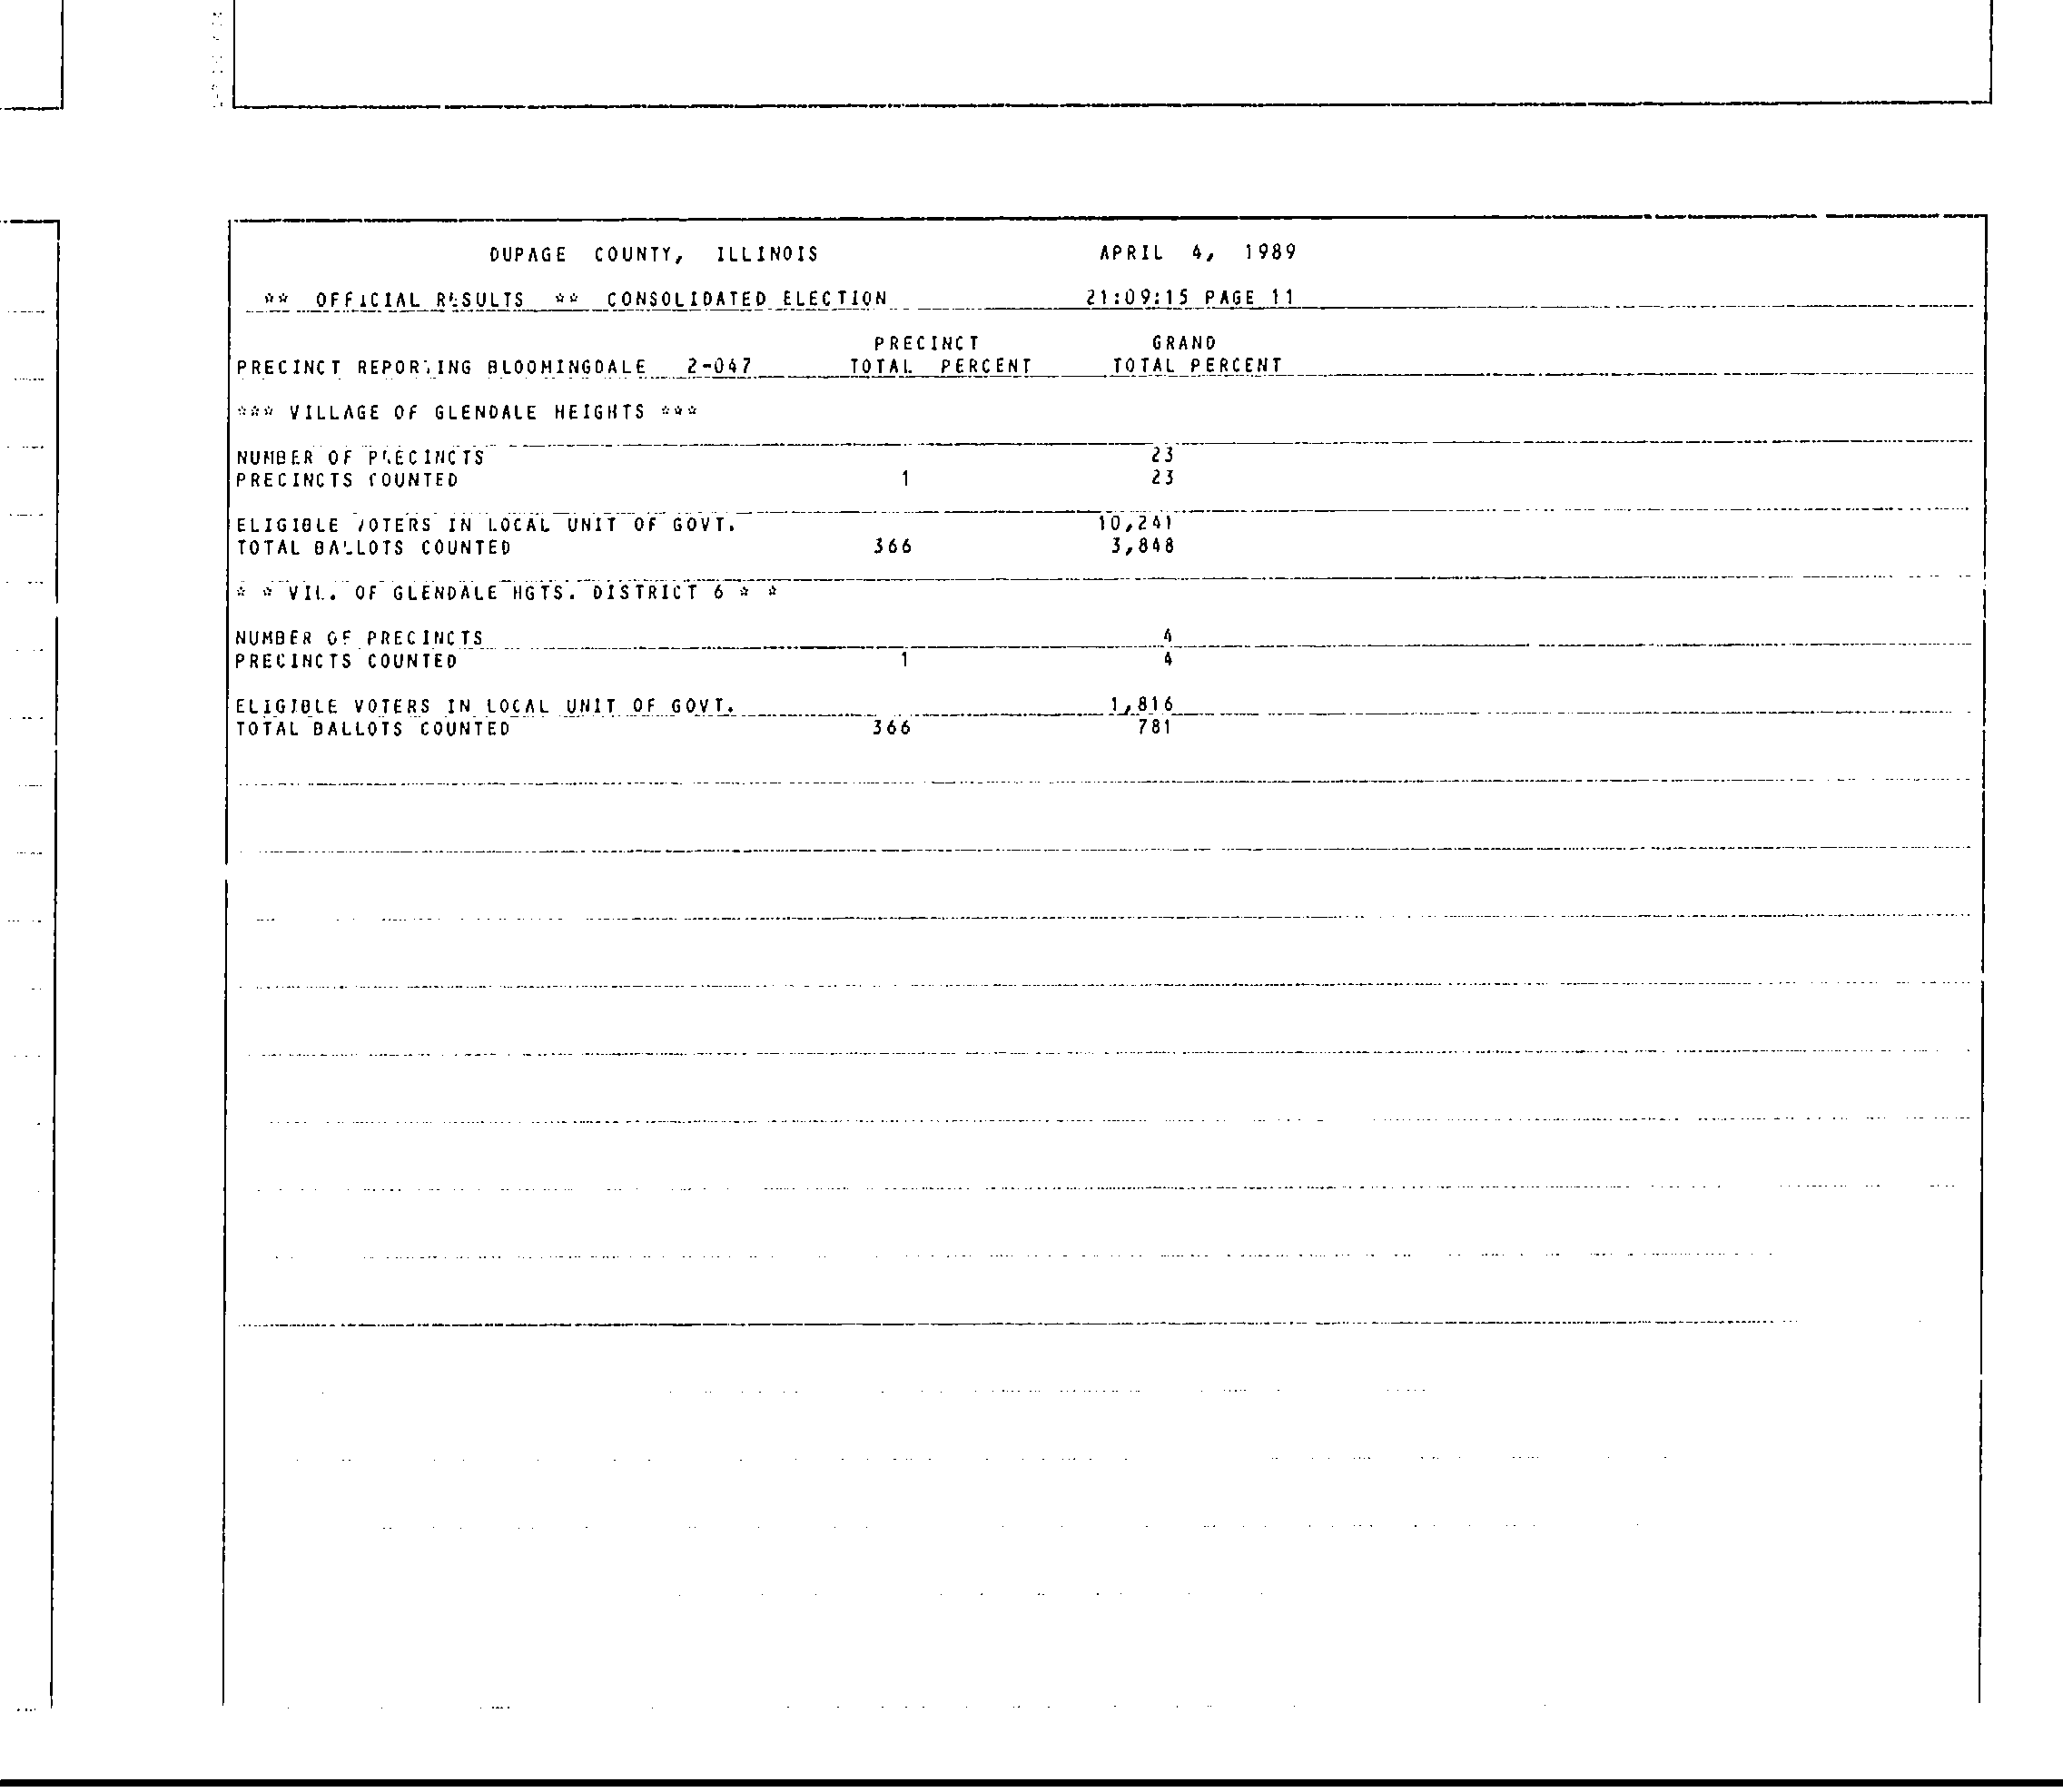 DUPAGE COUNTY, ILLINOIS APRIL 4, 1989
** OFFICIAL RESULTS ** CONSOLIDATED ELECTION 21:09:15 PAGE 11
PRECINCT GRAND
PRECINCT REPORTING BLOOMINGDALE 2-047 TOTAL PERCENT TOTAL PERCENT
*** VILLAGE OF GLENDALE HEIGHTS ***
NUMBER OF PRECINCTS 23
PRECINCTS COUNTED 1 23
ELIGIBLE VOTERS IN LOCAL UNIT OF GOVT. 10,241
TOTAL BALLOTS COUNTED 366 3,848
* * VIL. OF GLENDALE HGTS. DISTRICT 6 * *
NUMBER OF PRECINCTS 4
PRECINCTS COUNTED 1 4
ELIGIBLE VOTERS IN LOCAL UNIT OF GOVT. 1,816
TOTAL BALLOTS COUNTED 366 781